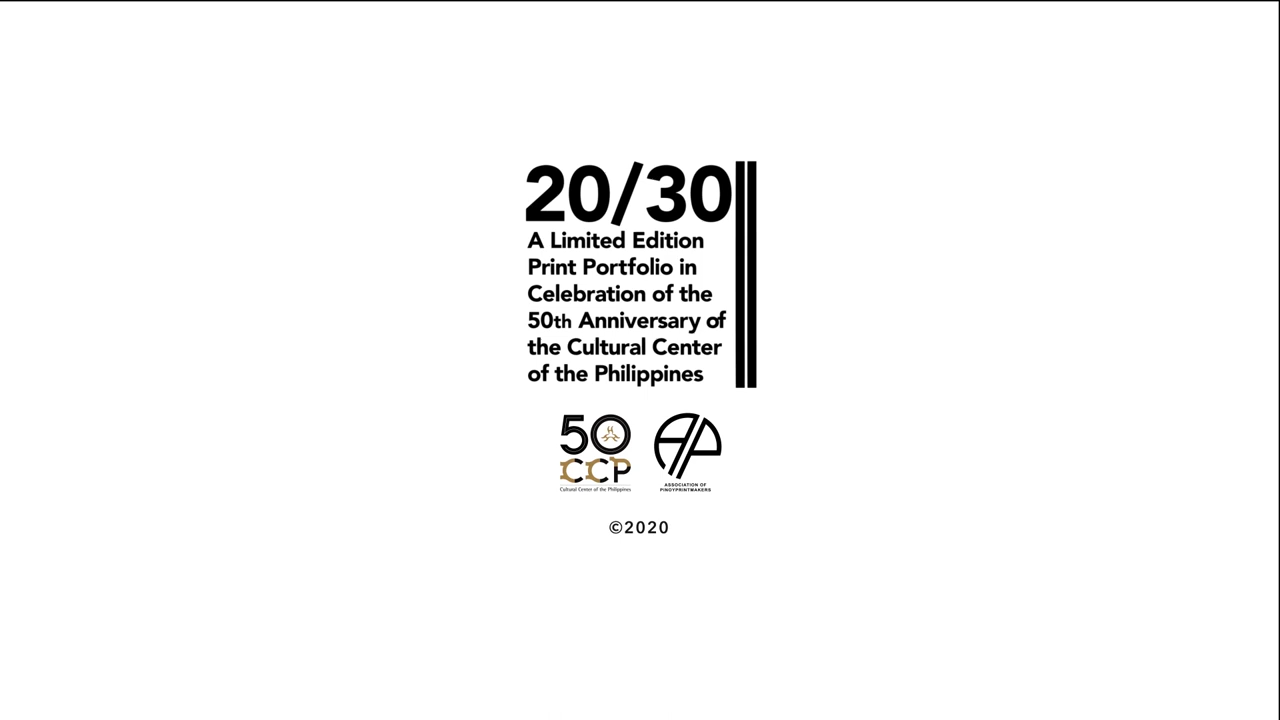 20/30
A Limited Edition
Print Portfolio in
Celebration of the
50th Anniversary of
the Cultural Center
of the Philippines
50
CCP
Cultural Center of the Philippines
ASSOCIATION OF
PINOYPRINTMAKERS
©2020